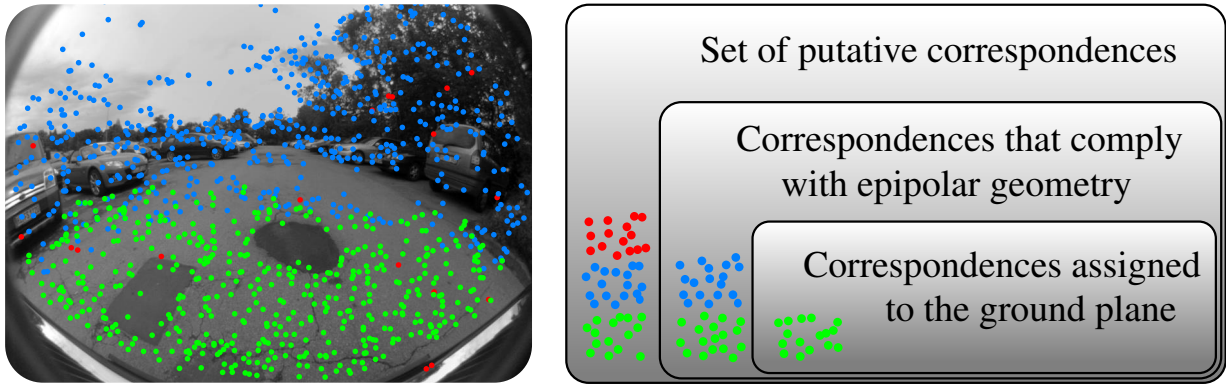 Set of putative correspondences
Correspondences that comply
with epipolar geometry
Correspondences assigned
to the ground plane